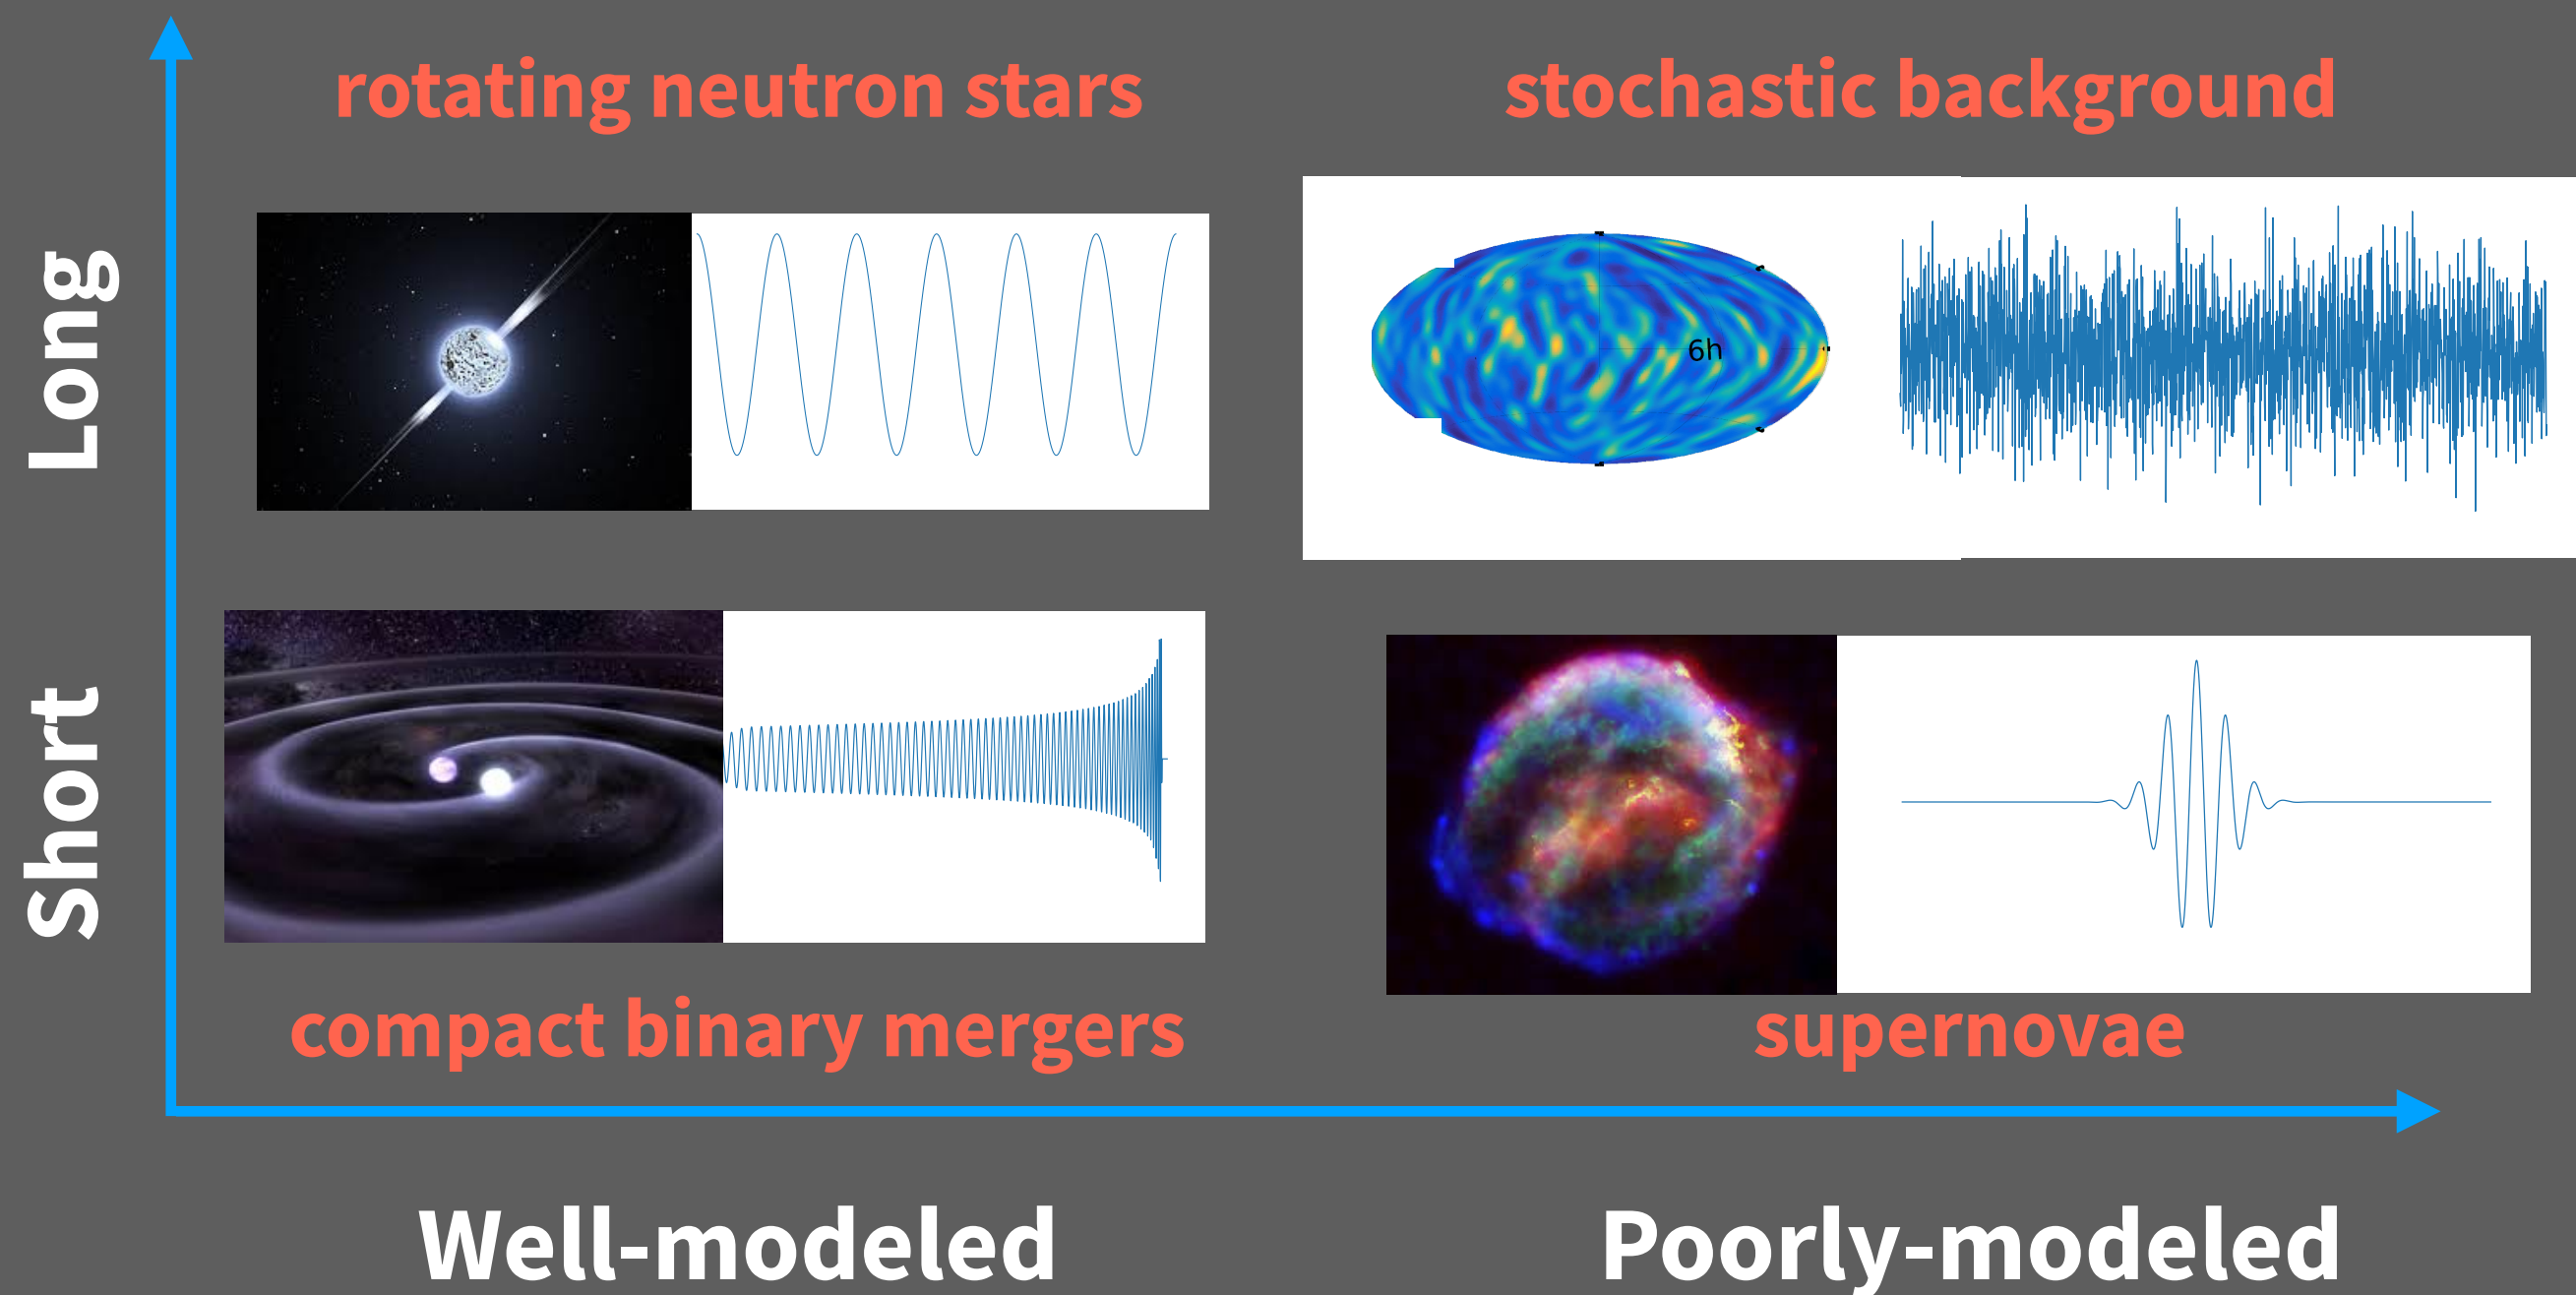 rotating neutron stars
stochastic background
Long
6h
Short
compact binary mergers
supernovae
Well-modeled
Poorly-modeled